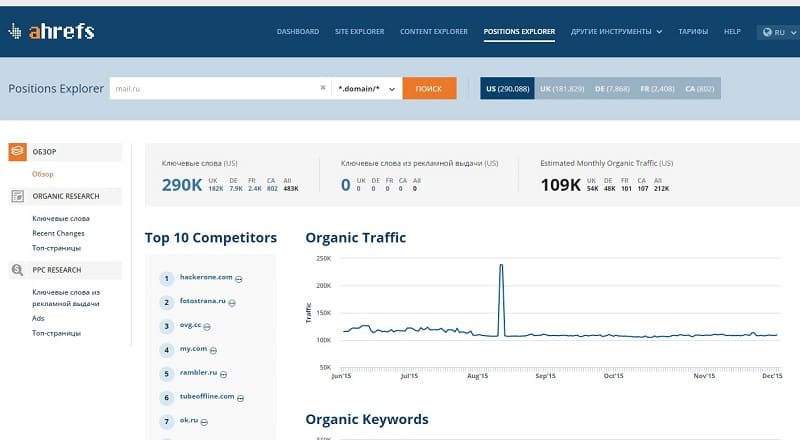 ahrefs
DASHBOARD SITE EXPLORER CONTENT EXPLORER POSITIONS EXPLORER ДРУГИЕ ИНСТРУМЕНТЫ ТАРИФЫ HELP RU
Positions Explorer mail.ru *.domain/* ПОИСК US (290,088) UK (181,829) DE (7,868) FR (2,408) CA (802)
ОБЗОР
Обзор
ORGANIC RESEARCH
Ключевые слова
Recent Changes
Топ-страницы
PPC RESEARCH
Ключевые слова из
рекламной выдачи
Ads
Топ-страницы
Ключевые слова (US)
290K UK DE FR CA All
182K 7.9K 2.4K 802 483K
Ключевые слова из рекламной выдачи (US)
0 UK DE FR CA All
0 0 0 0 0
Estimated Monthly Organic Traffic (US)
109K UK DE FR CA All
54K 48K 101 107 212K
Top 10 Competitors
1 hackerone.com
2 fotostrana.ru
3 ovg.cc
4 my.com
5 rambler.ru
6 tubeoffline.com
7 ok.ru
Organic Traffic
250K
200K
150K
100K
50K
Traffic
Jun'15 Jul'15 Aug'15 Sep'15 Oct'15 Nov'15 Dec'15
Organic Keywords